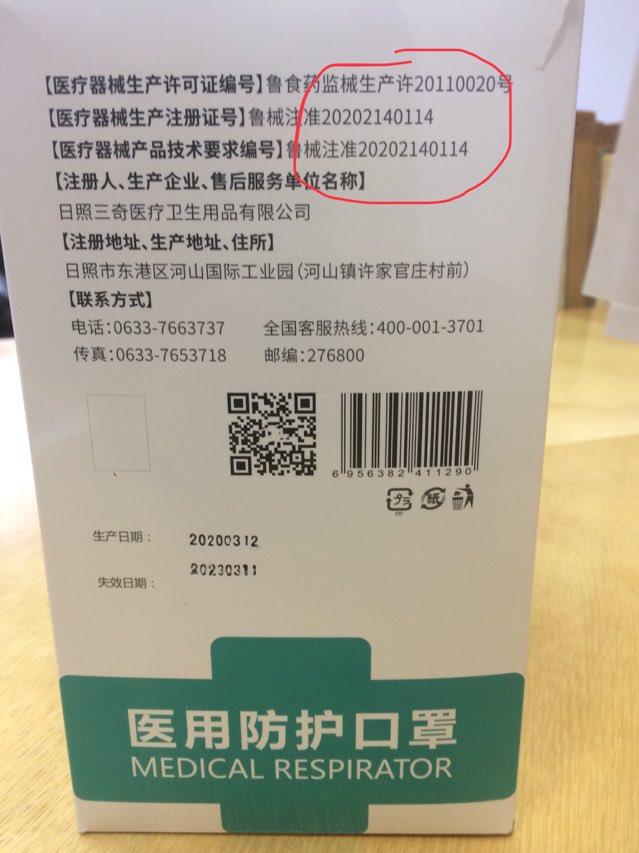 【医疗器械生产许可证编号】鲁食药监械生产许20110020号
【医疗器械生产注册证号】鲁械注准20202140114
【医疗器械产品技术要求编号】鲁械注准20202140114
【注册人、生产企业、售后服务单位名称】
日照三奇医疗卫生用品有限公司
【注册地址、生产地址、住所】
日照市东港区河山国际工业园(河山镇许家官庄村前)
【联系方式】
电话:0633-7663737 全国客服热线:400-001-3701
传真:0633-7653718 邮编:276800
6 956382 411290
プラ 紙
PP
生产日期: 20200312
失效日期: 20230311
医用防护口罩
MEDICAL RESPIRATOR